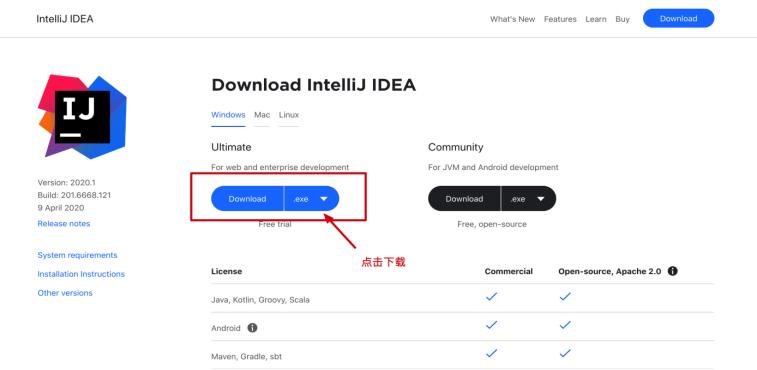 IntelliJ IDEA
What's New Features Learn Buy Download
IJ
Download IntelliJ IDEA
Windows Mac Linux
Ultimate
Community
For web and enterprise development
For JVM and Android development
Version: 2020.1
Build: 201.6668.121
9 April 2020
Release notes
Download .exe
Download .exe
Free trial
Free, open-source
System requirements
Installation Instructions
Other versions
点击下载
License Commercial Open-source, Apache 2.0
Java, Kotlin, Groovy, Scala
Android
Maven, Gradle, sbt